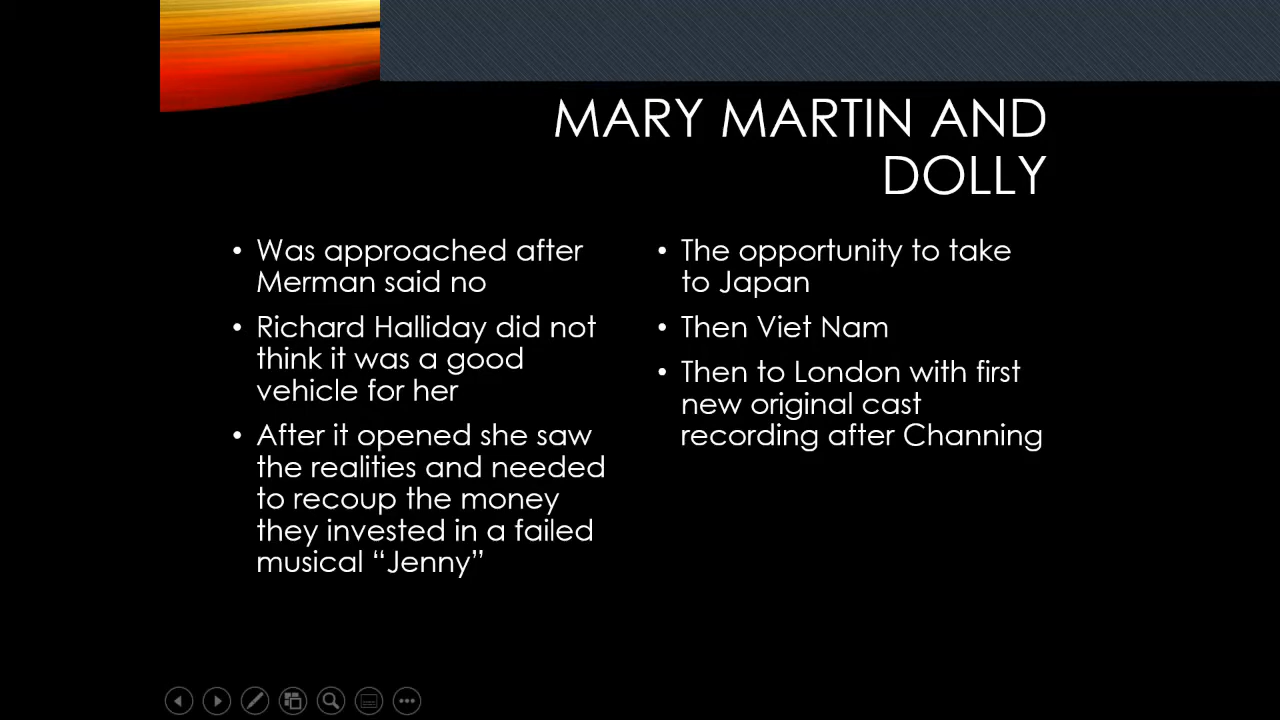 MARY MARTIN AND
DOLLY
• Was approached after
Merman said no
• Richard Halliday did not
think it was a good
vehicle for her
• After it opened she saw
the realities and needed
to recoup the money
they invested in a failed
musical “Jenny”
• The opportunity to take
to Japan
• Then Viet Nam
• Then to London with first
new original cast
recording after Channing